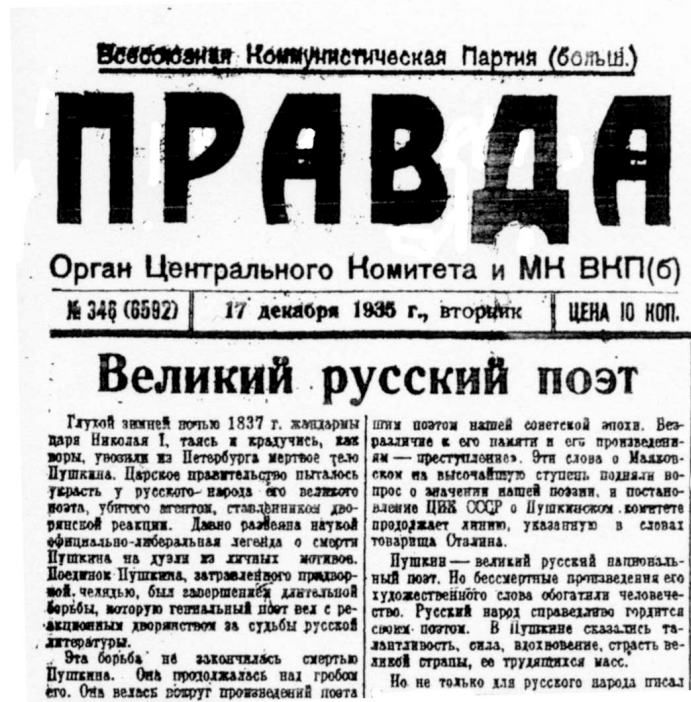 Всесоюзная Коммунистическая Партия (больш.)
ПРАВДА
Орган Центрального Комитета и МК ВКП(б)
№ 346 (6592)
17 декабря 1935 г., вторник
ЦЕНА 10 КОП.
Великий русский поэт
Глухой зимней ночью 1837 г. жандармы
царя Николая I, таясь и крадучись, как
воры, увозили из Петербурга мертвое тело
Пушкина. Царское правительство пыталось
украсть у русского народа его великого
поэта, убитого агентом, ставленником дво-
рянской реакции. Давно развеяна наукой
официально-либеральная легенда о смерти
Пушкина на дуэли из личных мотивов.
Поединок Пушкина, затравленного придвор-
ной челядью, был завершением длительной
борьбы, которую гениальный поэт вел с ре-
акционным дворянством за судьбы русской
литературы.
Эта борьба не закончилась смертью
Пушкина. Она продолжалась над гробом
его. Она велась вокруг произведений поэта
шим поэтом нашей советской эпохи. Без-
различие к его памяти и его произведени-
ям — преступление». Эти слова о Маяков-
ском на высочайшую ступень подняли во-
прос о значении нашей поэзии, и постано-
вление ЦИК СССР о Пушкинском комитете
продолжает линию, указанную в словах
товарища Сталина.
Пушкин — великий русский националь-
ный поэт. Но бессмертные произведения его
художественного слова обогатили человече-
ство. Русский народ справедливо гордится
своим поэтом. В Пушкине сказались та-
лантливость, сила, вдохновение, страсть ве-
ликой страны, ее трудящихся масс.
Но не только для русского народа писал